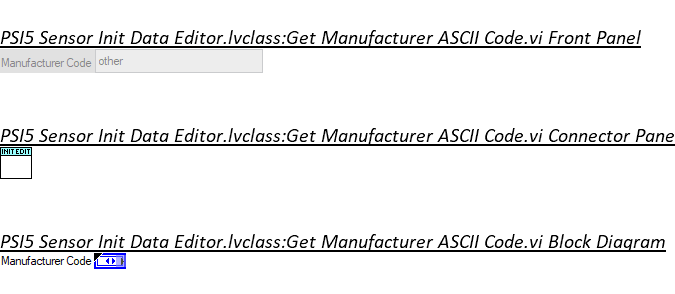 PSI5 Sensor Init Data Editor.lvclass:Get Manufacturer ASCII Code.vi Front Panel
Manufacturer Code other
PSI5 Sensor Init Data Editor.lvclass:Get Manufacturer ASCII Code.vi Connector Pane
INIT EDIT
PSI5 Sensor Init Data Editor.lvclass:Get Manufacturer ASCII Code.vi Block Diagram
Manufacturer Code